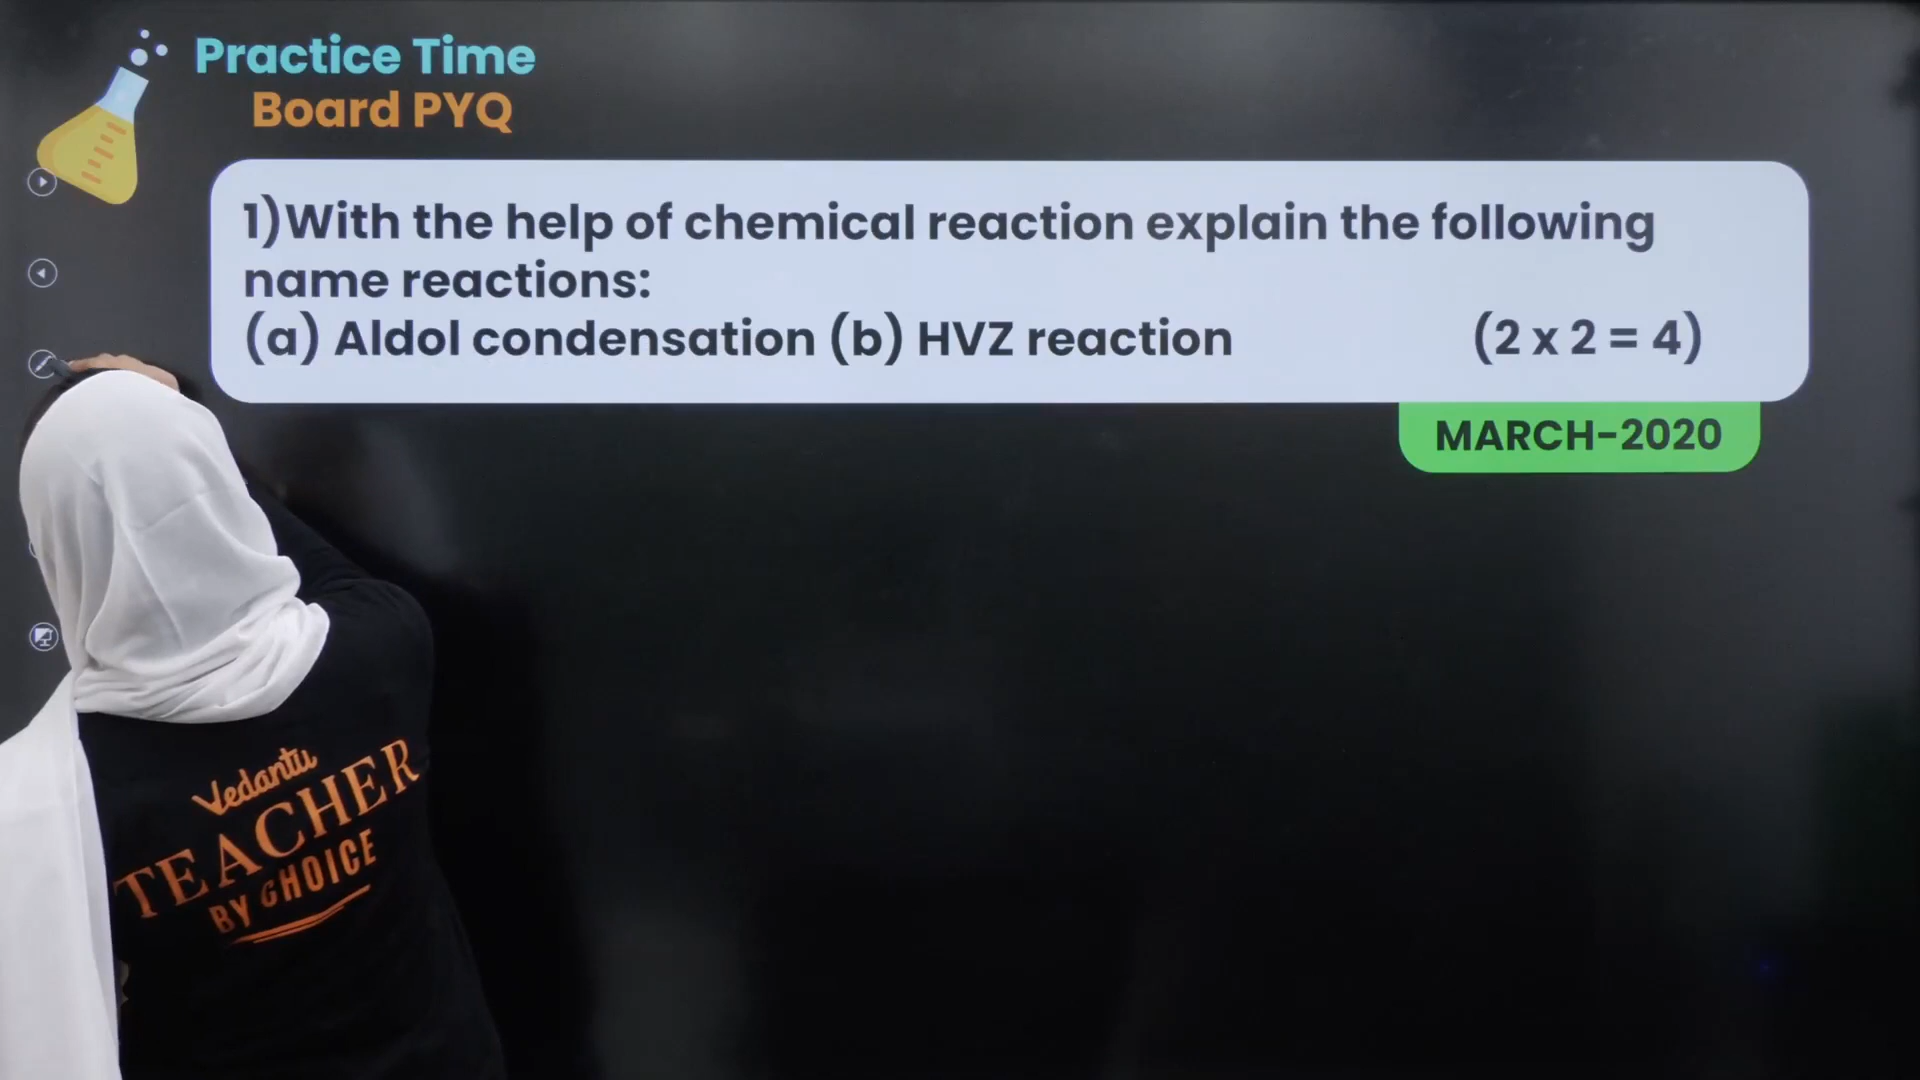 Practice Time
Board PYQ
1)With the help of chemical reaction explain the following
name reactions:
(a) Aldol condensation (b) HVZ reaction (2 x 2 = 4)
MARCH-2020
Vedantu
TEACHER
BY CHOICE